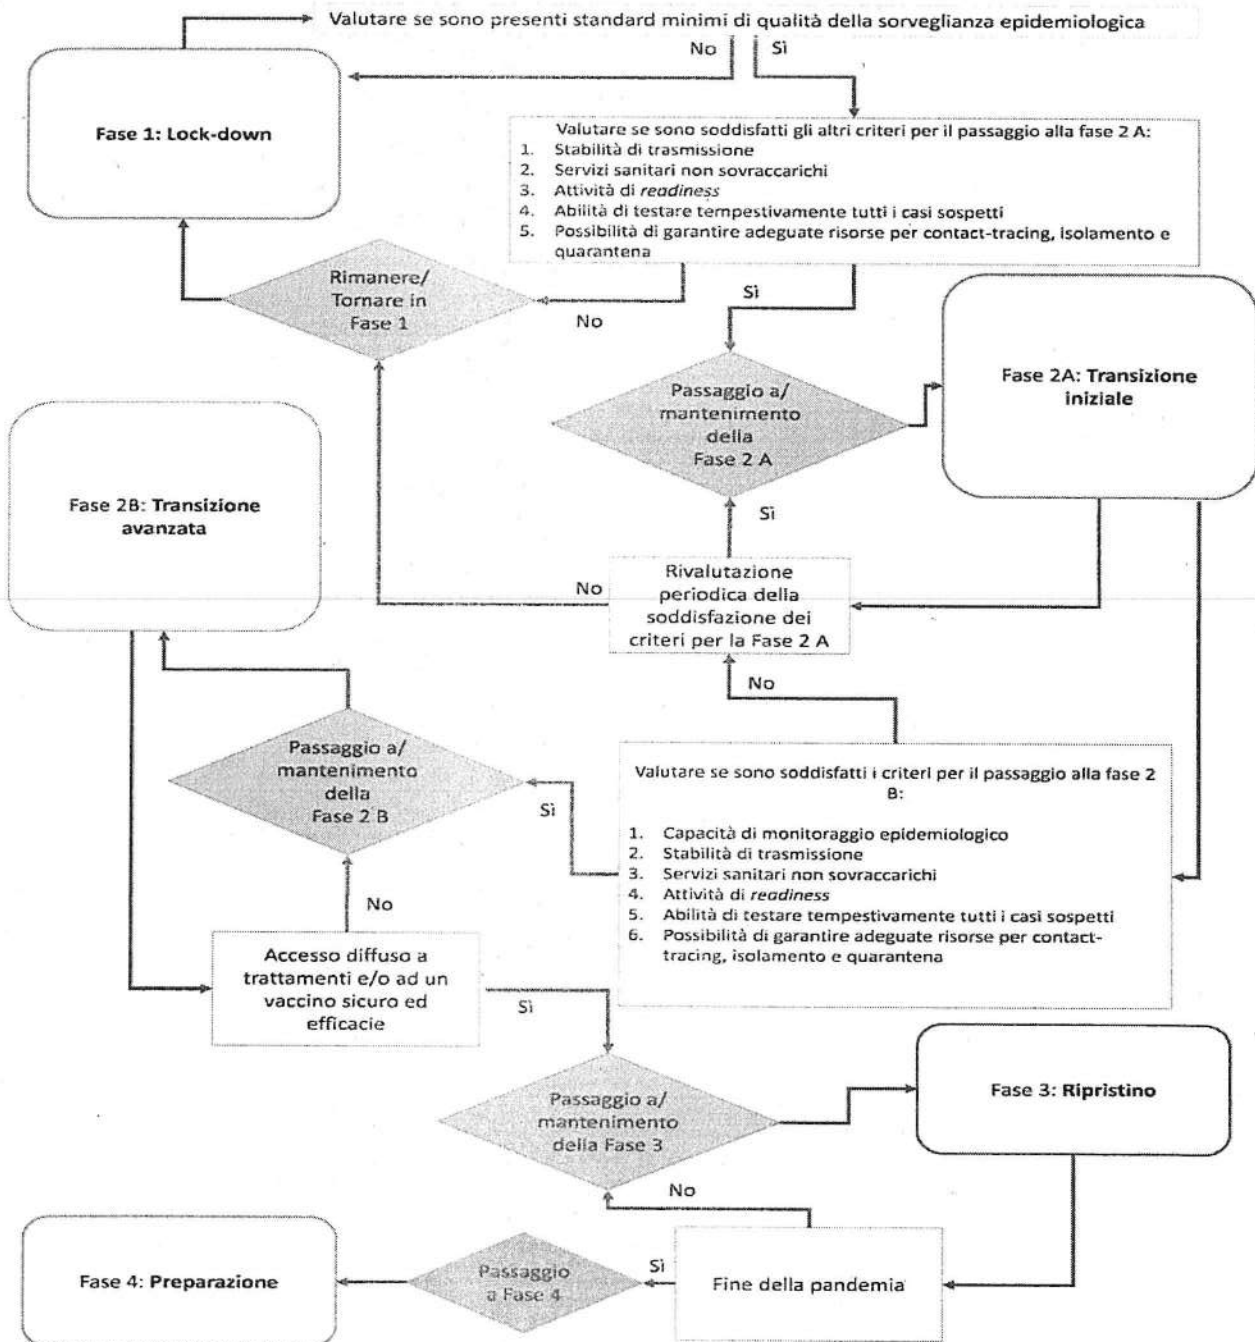 Valutare se sono presenti standard minimi di qualità della sorveglianza epidemiologica
No
Sì
Fase 1: Lock-down
Valutare se sono soddisfatti gli altri criteri per il passaggio alla fase 2 A:
1. Stabilità di trasmissione
2. Servizi sanitari non sovraccarichi
3. Attività di readiness
4. Abilità di testare tempestivamente tutti i casi sospetti
5. Possibilità di garantire adeguate risorse per contact-tracing, isolamento e
quarantena
Rimanere/
Tornare in
Fase 1
No
Sì
Passaggio a/
mantenimento
della
Fase 2 A
Fase 2A: Transizione
iniziale
Fase 2B: Transizione
avanzata
Sì
No
Rivalutazione
periodica della
soddisfazione dei
criteri per la Fase 2 A
No
Passaggio a/
mantenimento
della
Fase 2 B
Sì
Valutare se sono soddisfatti i criteri per il passaggio alla fase 2
B:
1. Capacità di monitoraggio epidemiologico
2. Stabilità di trasmissione
3. Servizi sanitari non sovraccarichi
4. Attività di readiness
5. Abilità di testare tempestivamente tutti i casi sospetti
6. Possibilità di garantire adeguate risorse per contact-
tracing, isolamento e quarantena
No
Accesso diffuso a
trattamenti e/o ad un
vaccino sicuro ed
efficacie
Sì
Passaggio a/
mantenimento
della Fase 3
Fase 3: Ripristino
No
Fase 4: Preparazione
Passaggio
a Fase 4
Sì
Fine della pandemia